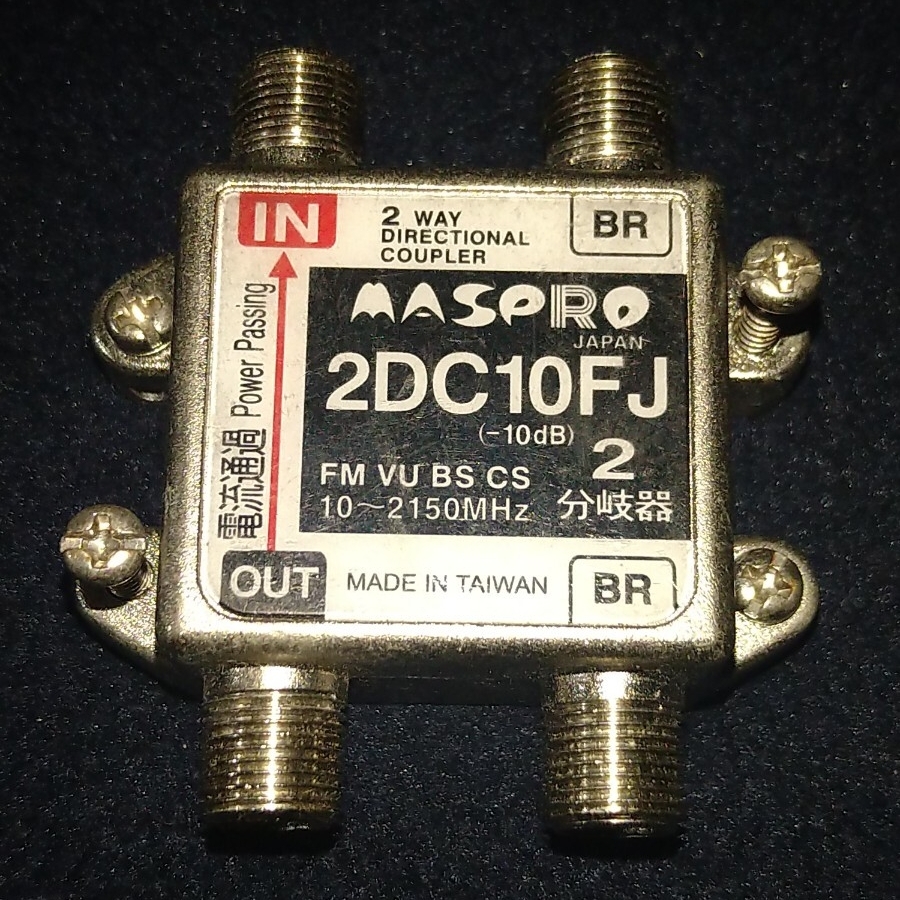 IN
2 WAY
DIRECTIONAL
COUPLER
BR
電流通過 Power Passing
MASPRO
JAPAN
2DC10FJ
(-10dB)
FM VU BS CS
10～2150MHz
2
分岐器
OUT
MADE IN TAIWAN
BR